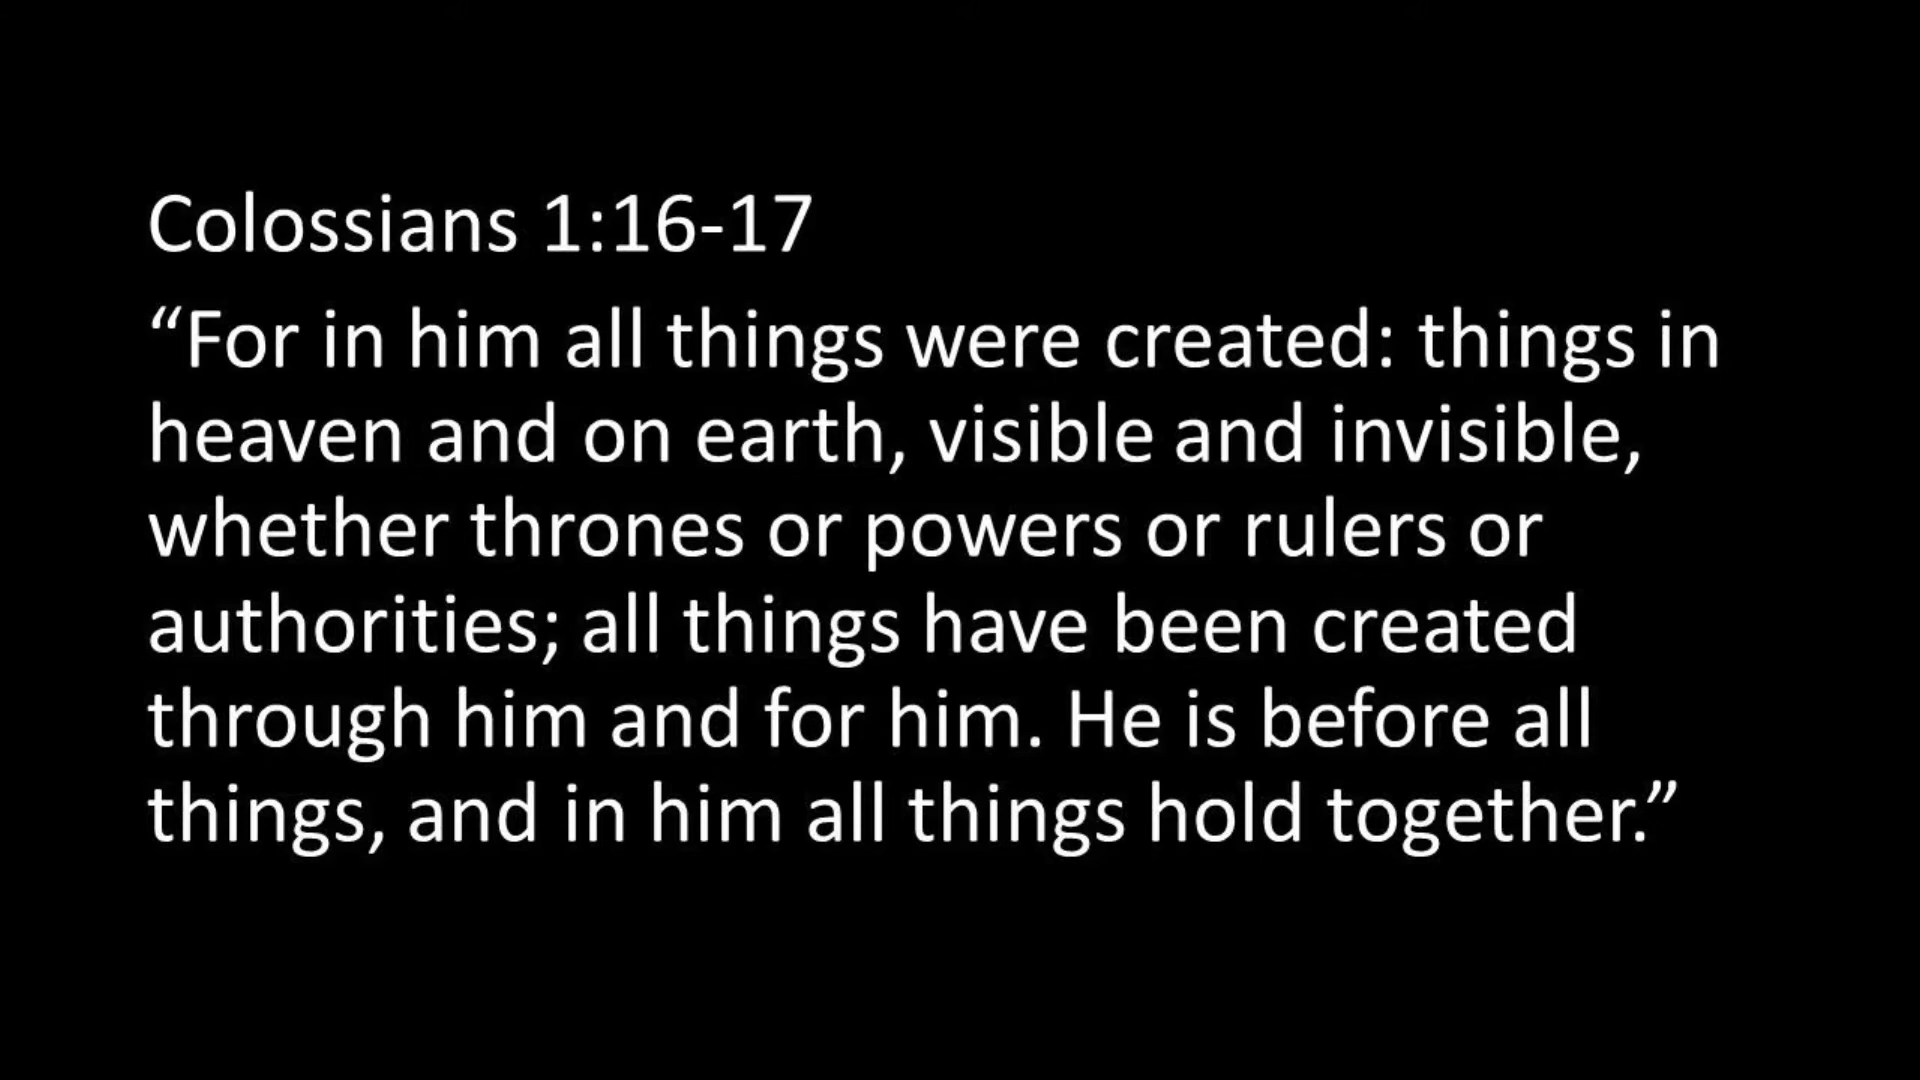 Colossians 1:16-17
“For in him all things were created: things in
heaven and on earth, visible and invisible,
whether thrones or powers or rulers or
authorities; all things have been created
through him and for him. He is before all
things, and in him all things hold together.”